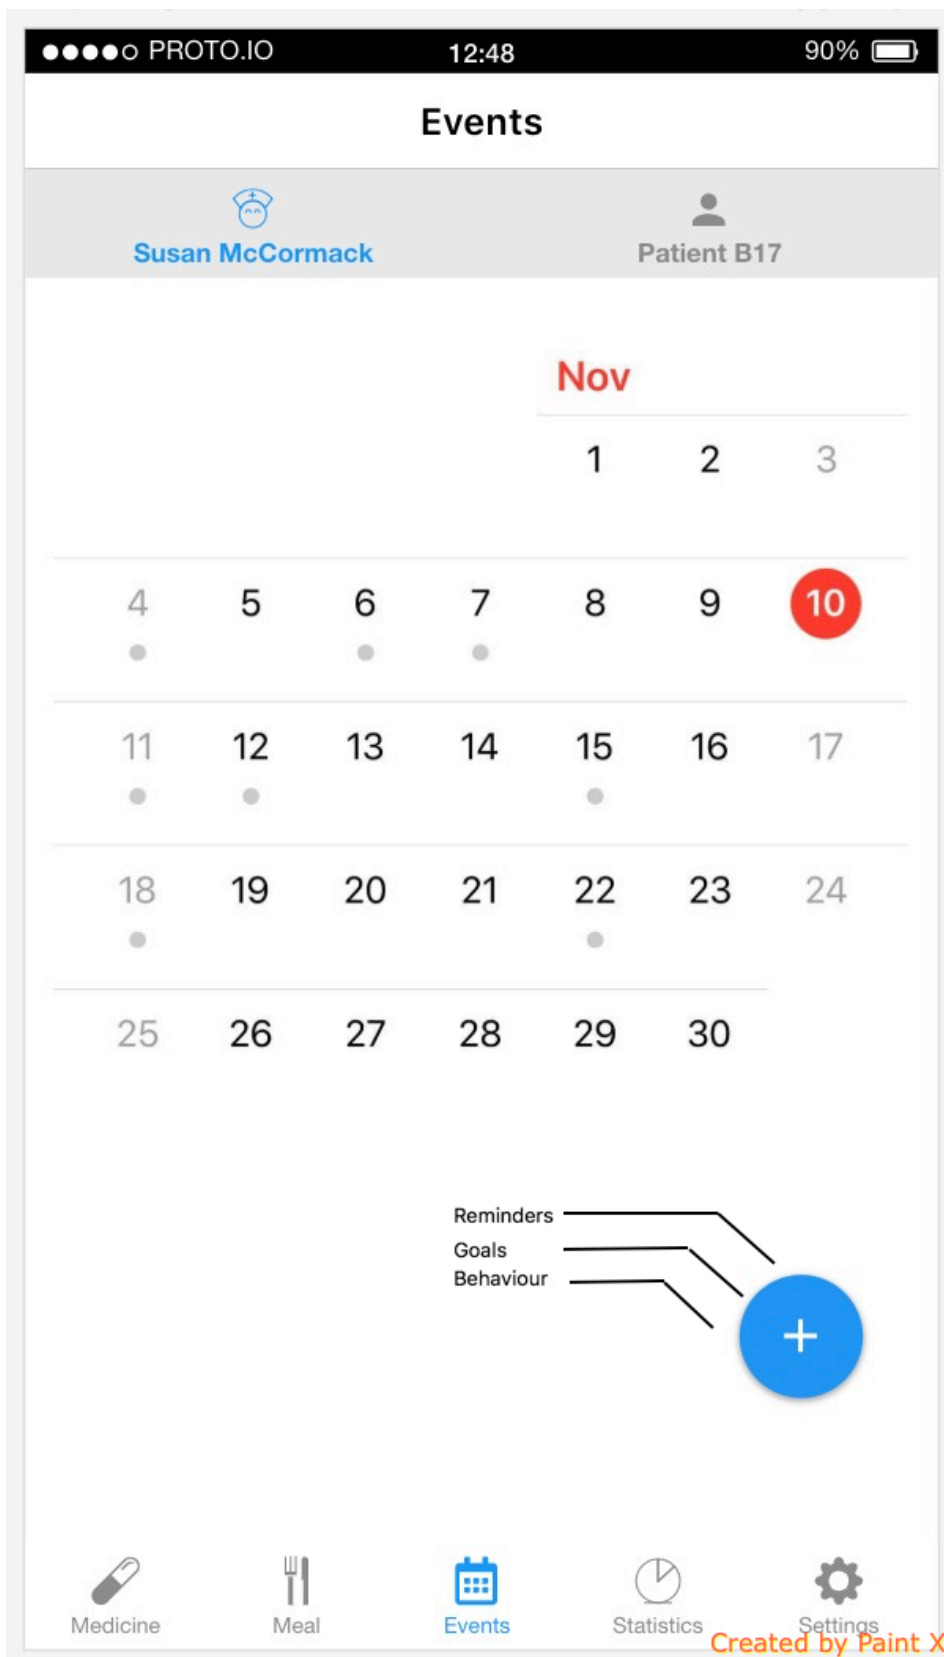 PROTO.IO 12:48 90%
Events
Susan McCormack Patient B17
Nov
1 2 3
4 5 6 7 8 9 10
11 12 13 14 15 16 17
18 19 20 21 22 23 24
25 26 27 28 29 30
Reminders
Goals
Behaviour
+
Medicine Meal Events Statistics Settings
Created by Paint X